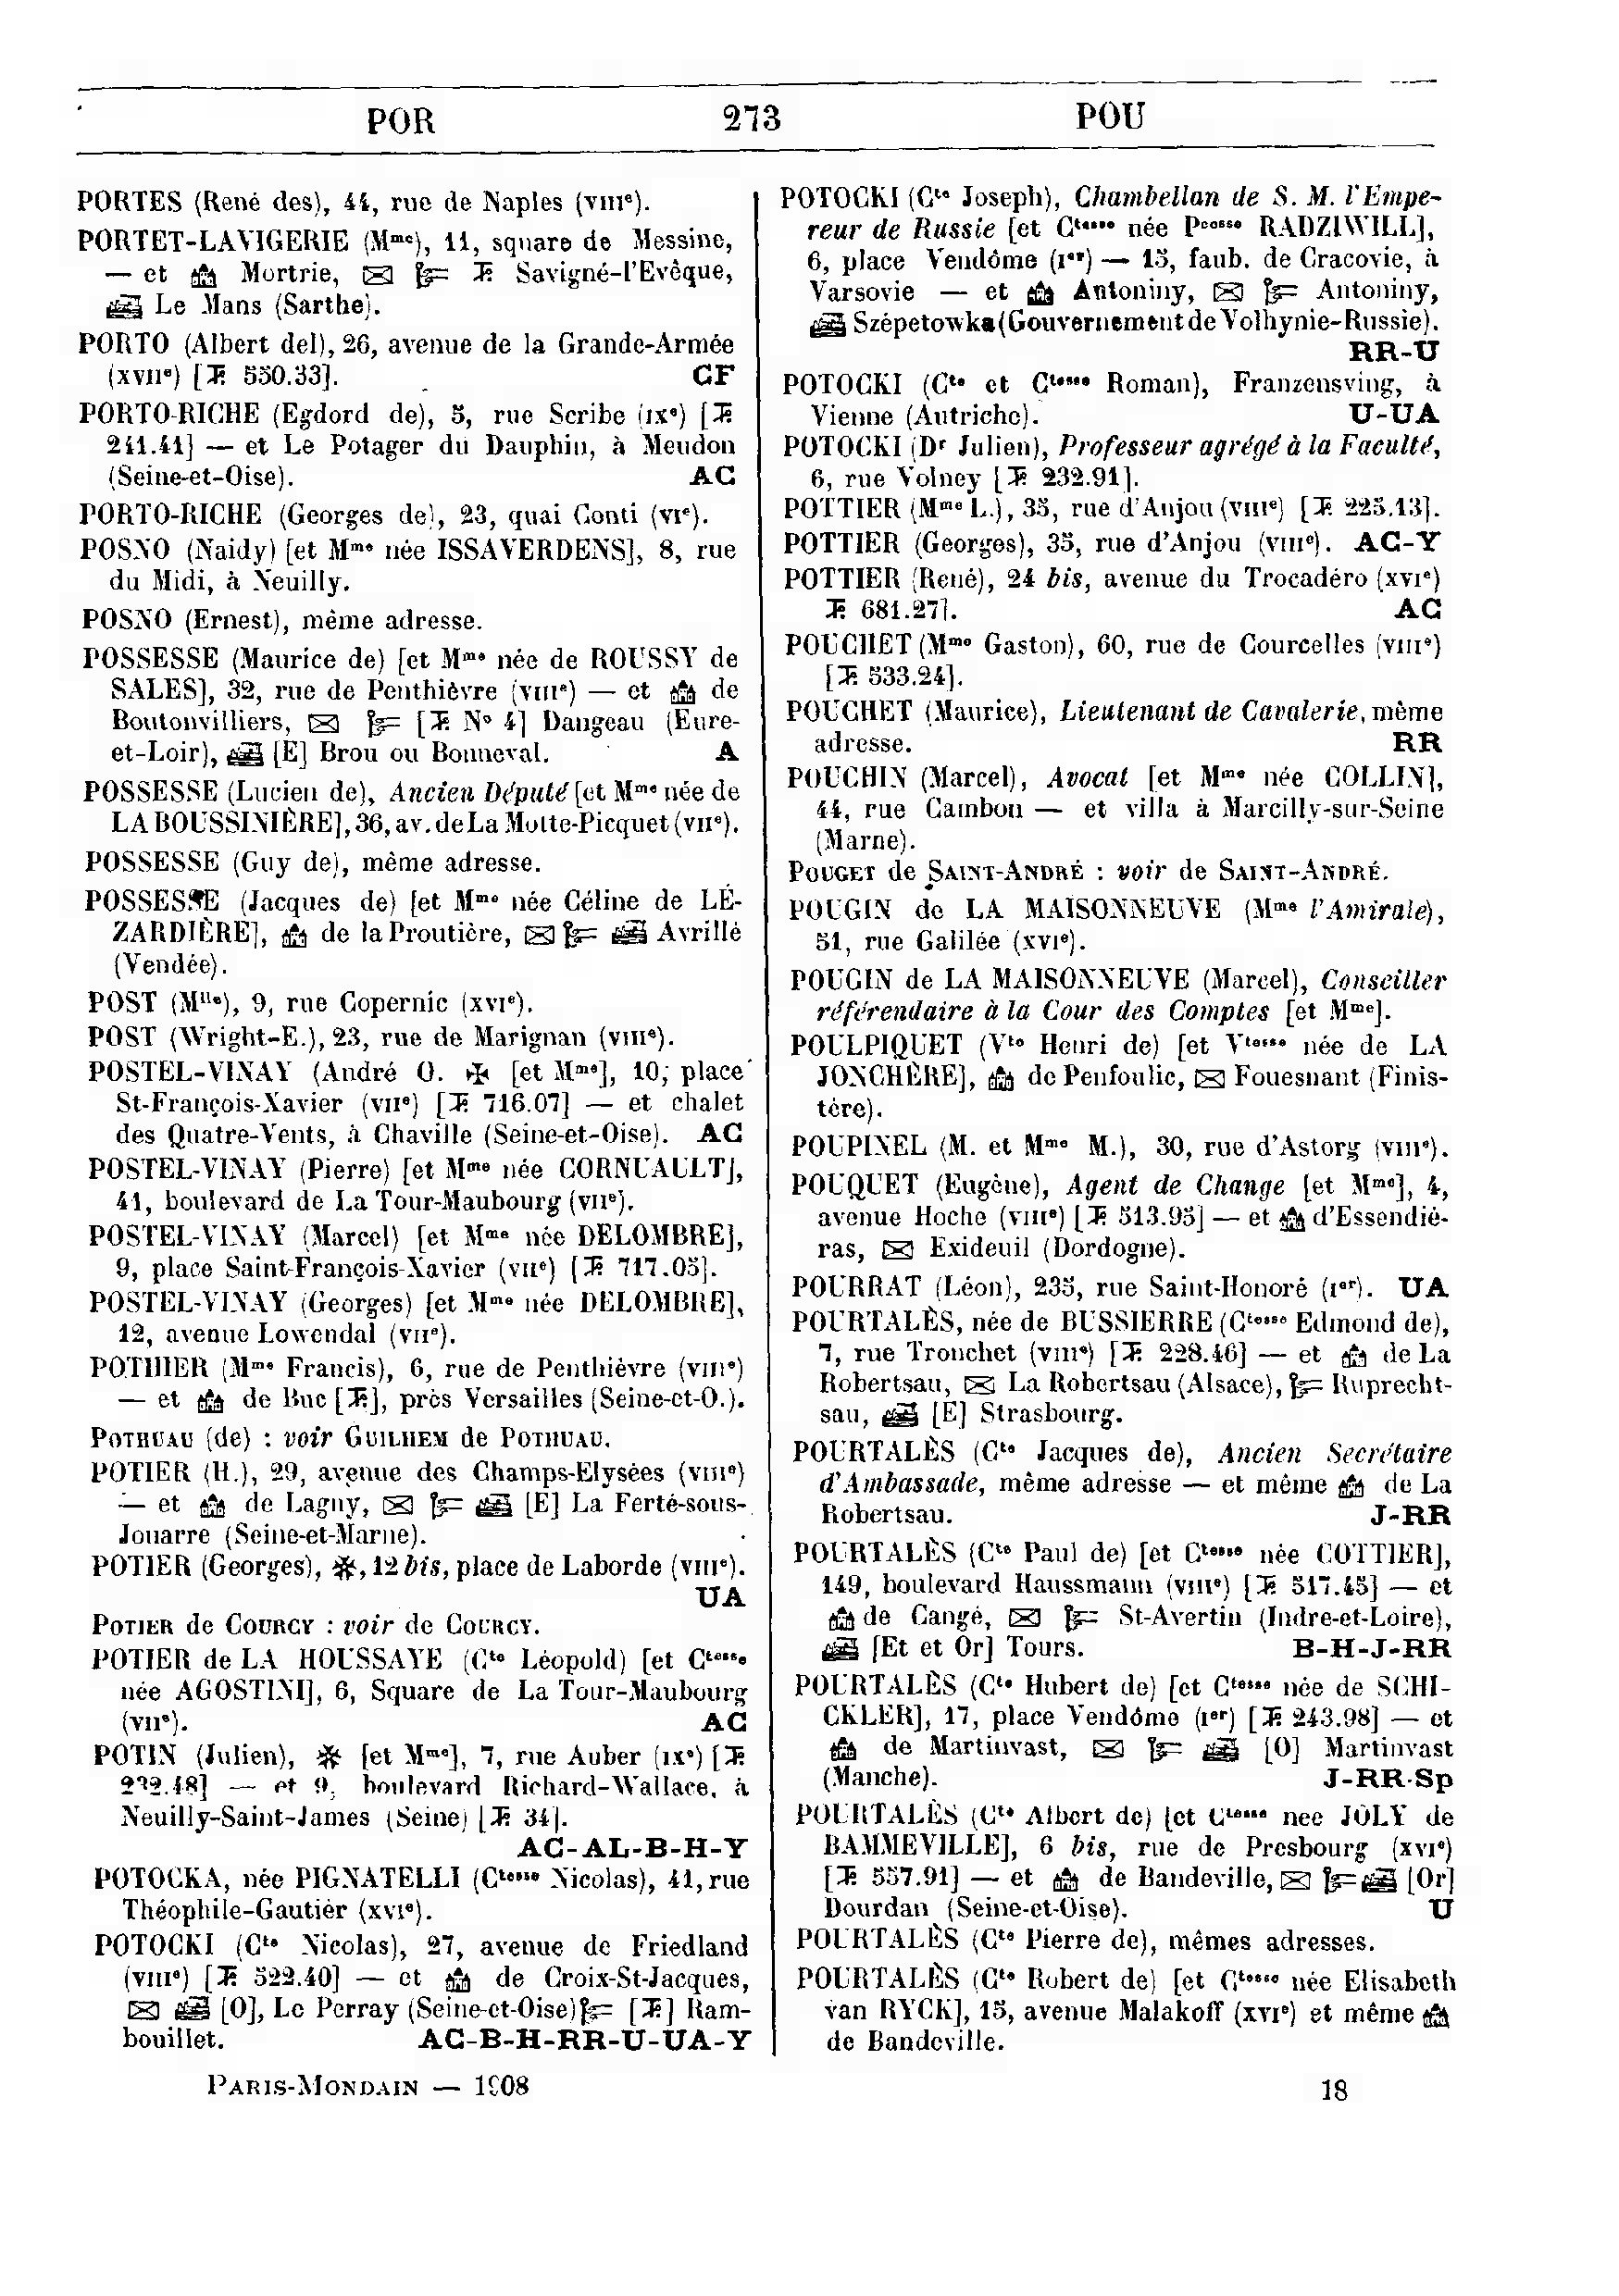 POR 273 POU
PORTES (René des), 44, rue de Naples (VIIIe).
PORTET-LAVIGERIE (Mme), 11, square de Messine,
— et Mortrie, Savigné-l'Evêque,
Le Mans (Sarthe).
PORTO (Albert del), 26, avenue de la Grande-Armée
(XVIIe) [T. 550.33]. CF
PORTO-RICHE (Egdord de), 5, rue Scribe (IXe) [T.
241.41] — et Le Potager du Dauphin, à Meudon
(Seine-et-Oise). AC
PORTO-RICHE (Georges de), 23, quai Conti (VIe).
POSNO (Naidy) [et Mme née ISSAVERDENS], 8, rue
du Midi, à Neuilly.
POSNO (Ernest), même adresse.
POSSESSE (Maurice de) [et Mme née de ROUSSY de
SALES], 32, rue de Penthièvre (VIIIe) — et de
Boutonvilliers, [T. No 4] Dangeau (Eure-
et-Loir), [E] Brou ou Bonneval. A
POSSESSE (Lucien de), Ancien Député [et Mme née de
LA BOUSSINIÈRE], 36, av. de La Motte-Picquet (VIIe).
POSSESSE (Guy de), même adresse.
POSSESSE (Jacques de) [et Mme née Céline de LÉ-
ZARDIÈRE], de la Proutière, Avrillé
(Vendée).
POST (Mlle), 9, rue Copernic (XVIe).
POST (Wright-E.), 23, rue de Marignan (VIIIe).
POSTEL-VINAY (André O. ✠ [et Mme], 10, place
St-François-Xavier (VIIe) [T. 716.07] — et chalet
des Quatre-Vents, à Chaville (Seine-et-Oise). AC
POSTEL-VINAY (Pierre) [et Mme née CORNUAULT],
41, boulevard de La Tour-Maubourg (VIIe).
POSTEL-VINAY (Marcel) [et Mme née DELOMBRE],
9, place Saint-François-Xavier (VIIe) [T. 717.05].
POSTEL-VINAY (Georges) [et Mme née DELOMBRE],
12, avenue Lowendal (VIIe).
POTHIER (Mme Francis), 6, rue de Penthièvre (VIIIe)
— et de Buc [T.], près Versailles (Seine-et-O.).
POTHUAU (de) : voir GUILHEM de POTHUAU.
POTIER (H.), 29, avenue des Champs-Elysées (VIIIe)
— et de Lagny, [E] La Ferté-sous-
Jouarre (Seine-et-Marne).
POTIER (Georges), ✻, 12 bis, place de Laborde (VIIIe).
UA
POTIER de COURCY : voir de COURCY.
POTIER de LA HOUSSAYE (Cte Léopold) [et Ctesse
née AGOSTINI], 6, Square de La Tour-Maubourg
(VIIe). AC
POTIN (Julien), ✻ [et Mme], 7, rue Auber (IXe) [T.
232.48] — et 9, boulevard Richard-Wallace, à
Neuilly-Saint-James (Seine) [T. 34].
AC-AL-B-H-Y
POTOCKA, née PIGNATELLI (Ctesse Nicolas), 41, rue
Théophile-Gautier (XVIe).
POTOCKI (Cte Nicolas), 27, avenue de Friedland
(VIIIe) [T. 522.40] — et de Croix-St-Jacques,
[O], Le Perray (Seine-et-Oise) [T.] Ram-
bouillet. AC-B-H-RR-U-UA-Y
POTOCKI (Cte Joseph), Chambellan de S. M. l'Empe-
reur de Russie [et Ctesse née Pcesse RADZIWILL],
6, place Vendôme (Ier) — 15, faub. de Cracovie, à
Varsovie — et Antoniny, Antoniny,
Szépetowka (Gouvernement de Volhynie-Russie).
RR-U
POTOCKI (Cte et Ctesse Roman), Franzensving, à
Vienne (Autriche). U-UA
POTOCKI (Dr Julien), Professeur agrégé à la Faculté,
6, rue Volney [T. 232.91].
POTTIER (Mme L.), 35, rue d'Anjou (VIIIe) [T. 225.13].
POTTIER (Georges), 35, rue d'Anjou (VIIIe). AC-Y
POTTIER (René), 24 bis, avenue du Trocadéro (XVIe)
T. 681.27]. AC
POUCHET (Mme Gaston), 60, rue de Courcelles (VIIIe)
[T. 533.24].
POUCHET (Maurice), Lieutenant de Cavalerie, même
adresse. RR
POUCHIN (Marcel), Avocat [et Mme née COLLIN],
44, rue Cambon — et villa à Marcilly-sur-Seine
(Marne).
POUGET de SAINT-ANDRÉ : voir de SAINT-ANDRÉ.
POUGIN de LA MAISONNEUVE (Mme l'Amirale),
51, rue Galilée (XVIe).
POUGIN de LA MAISONNEUVE (Marcel), Conseiller
référendaire à la Cour des Comptes [et Mme].
POULPIQUET (Vte Henri de) [et Vtesse née de LA
JONCHÈRE], de Penfoulic, Fouesnant (Finis-
tère).
POUPINEL (M. et Mme M.), 30, rue d'Astorg (VIIIe).
POUQUET (Eugène), Agent de Change [et Mme], 4,
avenue Hoche (VIIIe) [T. 513.95] — et d'Essendié-
ras, Exideuil (Dordogne).
POURRAT (Léon), 235, rue Saint-Honoré (Ier). UA
POURTALÈS, née de BUSSIERRE (Ctesse Edmond de),
7, rue Tronchet (VIIIe) [T. 228.46] — et de La
Robertsau, La Robertsau (Alsace), Ruprecht-
sau, [E] Strasbourg.
POURTALÈS (Cte Jacques de), Ancien Secrétaire
d'Ambassade, même adresse — et même de La
Robertsau. J-RR
POURTALÈS (Cte Paul de) [et Ctesse née COTTIER],
149, boulevard Haussmann (VIIIe) [T. 517.45] — et
de Cangé, St-Avertin (Indre-et-Loire),
[Et et Or] Tours. B-H-J-RR
POURTALÈS (Cte Hubert de) [et Ctesse née de SCHI-
CKLER], 17, place Vendôme (Ier) [T. 243.98] — et
de Martinvast, [O] Martinvast
(Manche). J-RR-Sp
POURTALÈS (Cte Albert de) [et Ctesse née JOLY de
BAMMEVILLE], 6 bis, rue de Presbourg (XVIe)
[T. 557.91] — et de Bandeville, [Or]
Dourdan (Seine-et-Oise). U
POURTALÈS (Cte Pierre de), mêmes adresses.
POURTALÈS (Cte Robert de) [et Ctesse née Elisabeth
van RYCK], 15, avenue Malakoff (XVIe) et même
de Bandeville.
PARIS-MONDAIN — 1908 18